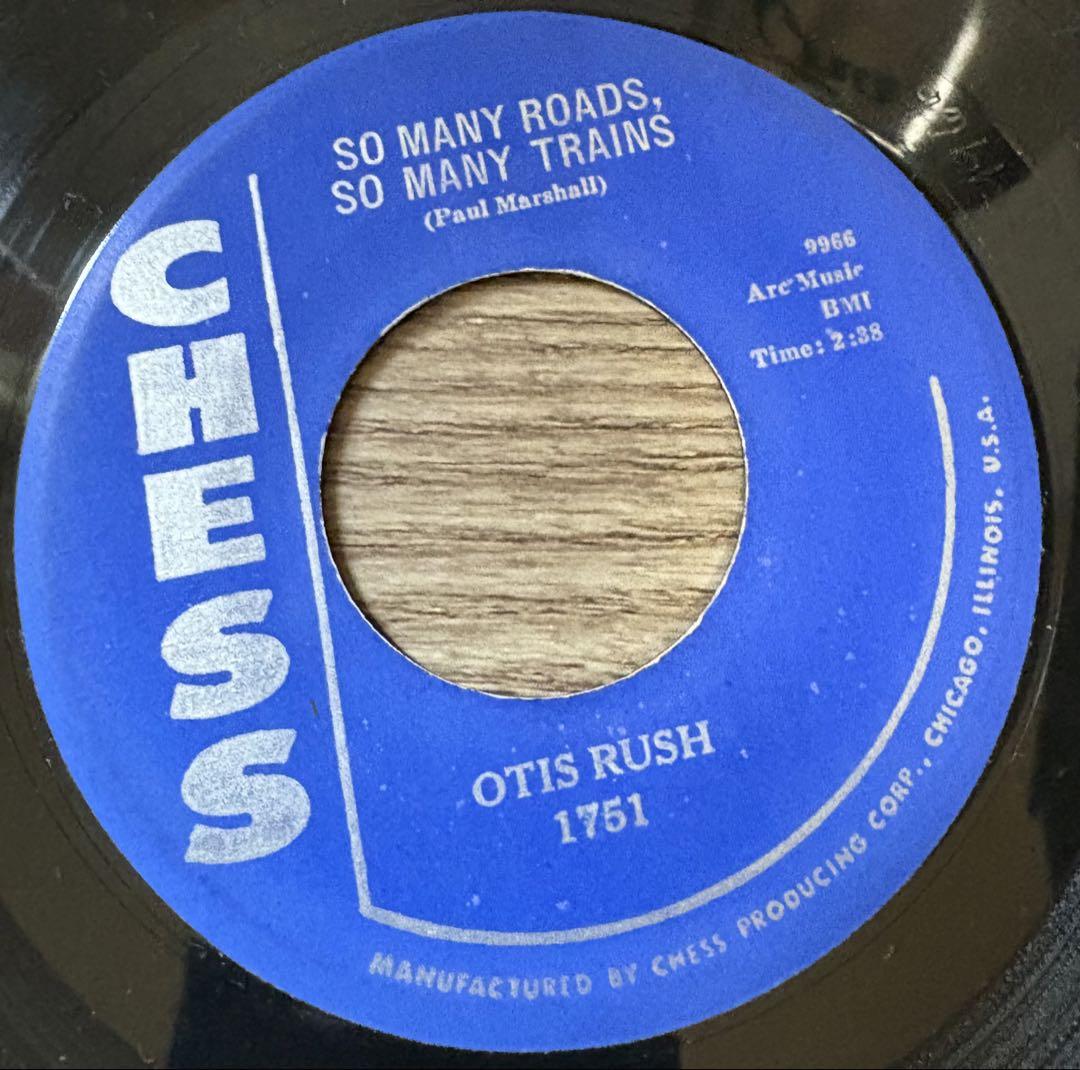 CHESS
SO MANY ROADS,
SO MANY TRAINS
(Paul Marshall)
9966
Arc Music
BMI
Time: 2:38
OTIS RUSH
1751
MANUFACTURED BY CHESS PRODUCING CORP., CHICAGO, ILLINOIS, U.S.A.